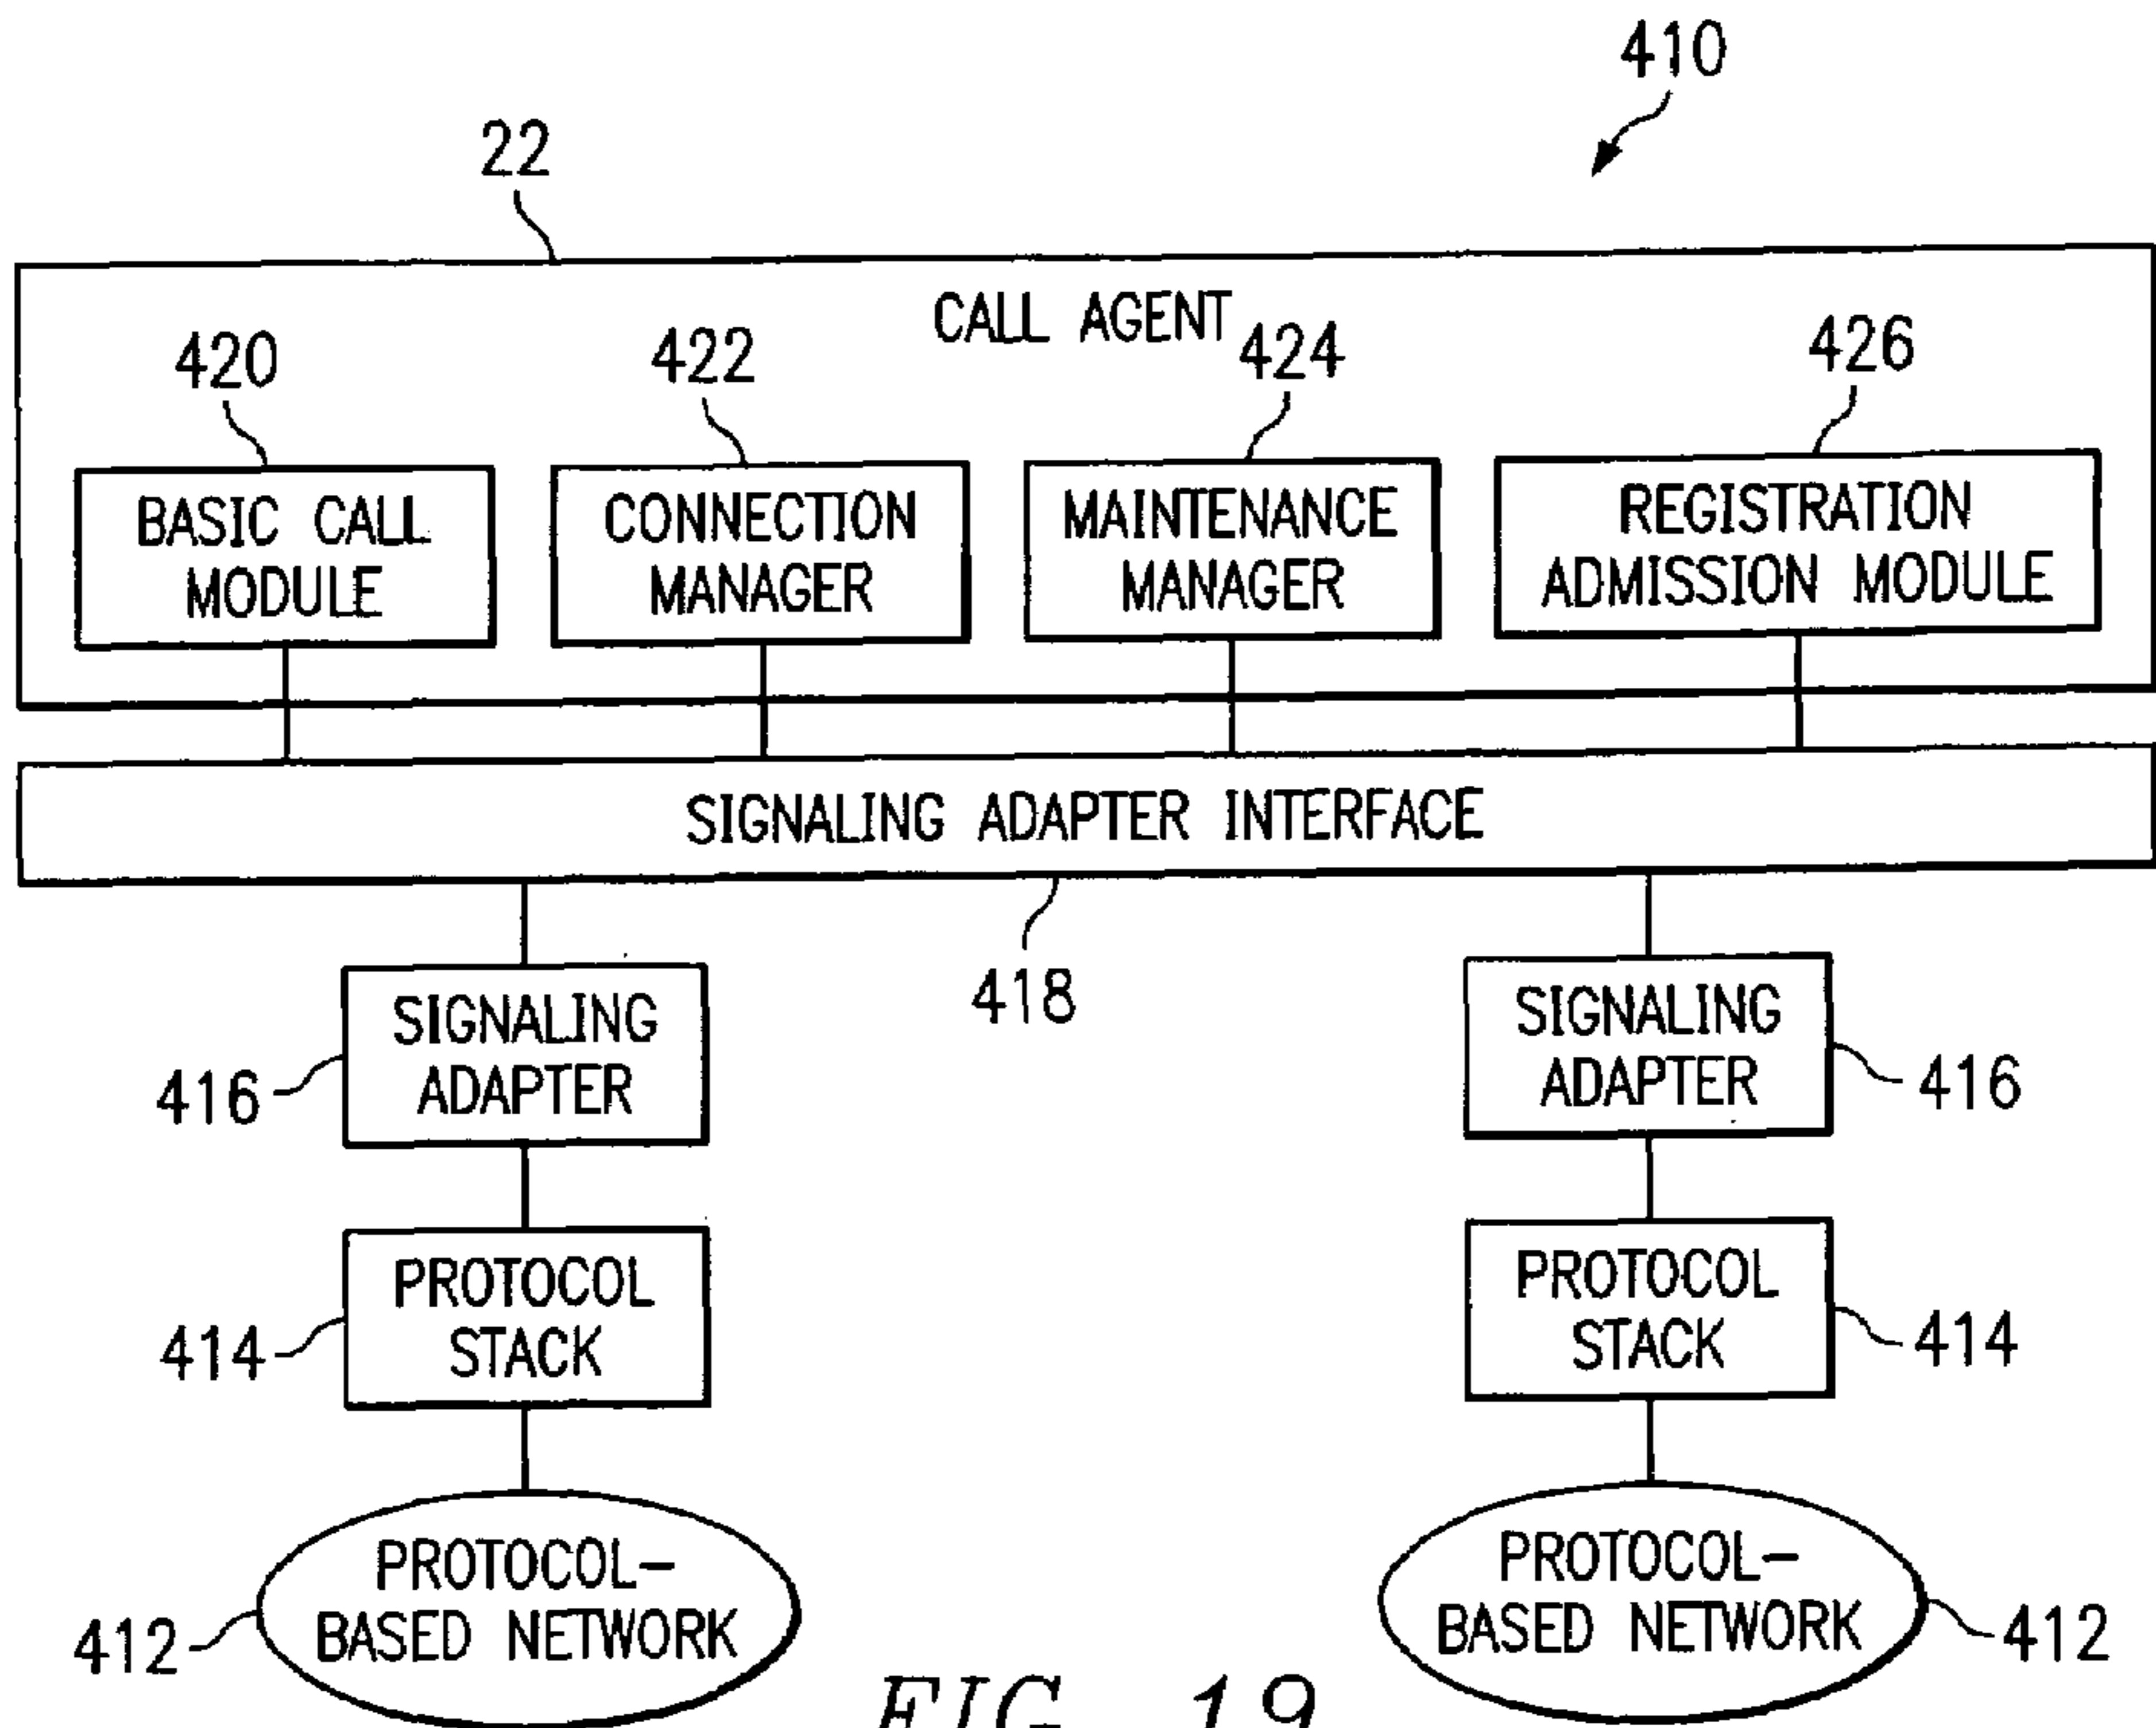 410
22
CALL AGENT
420
422
424
426
BASIC CALL
MODULE
CONNECTION
MANAGER
MAINTENANCE
MANAGER
REGISTRATION
ADMISSION MODULE
SIGNALING ADAPTER INTERFACE
418
SIGNALING
ADAPTER
416
SIGNALING
ADAPTER
416
PROTOCOL
STACK
414
PROTOCOL
STACK
414
PROTOCOL-
BASED NETWORK
412
PROTOCOL-
BASED NETWORK
412
FIG. 19